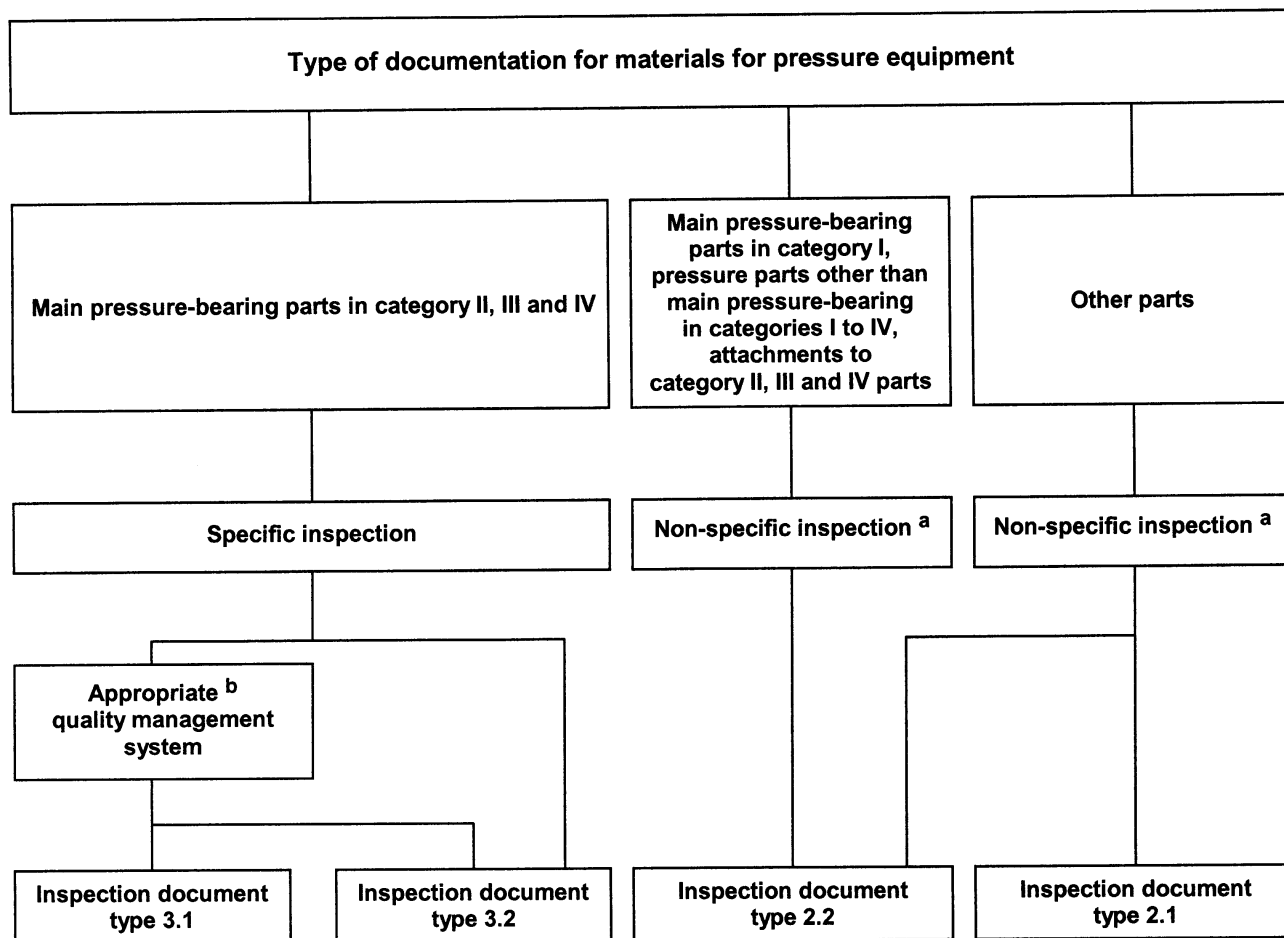 Type of documentation for materials for pressure equipment
Main pressure-bearing parts in category II, III and IV
Main pressure-bearing
parts in category I,
pressure parts other than
main pressure-bearing
in categories I to IV,
attachments to
category II, III and IV parts
Other parts
Specific inspection
Non-specific inspection a
Non-specific inspection a
Appropriate b
quality management
system
Inspection document
type 3.1
Inspection document
type 3.2
Inspection document
type 2.2
Inspection document
type 2.1